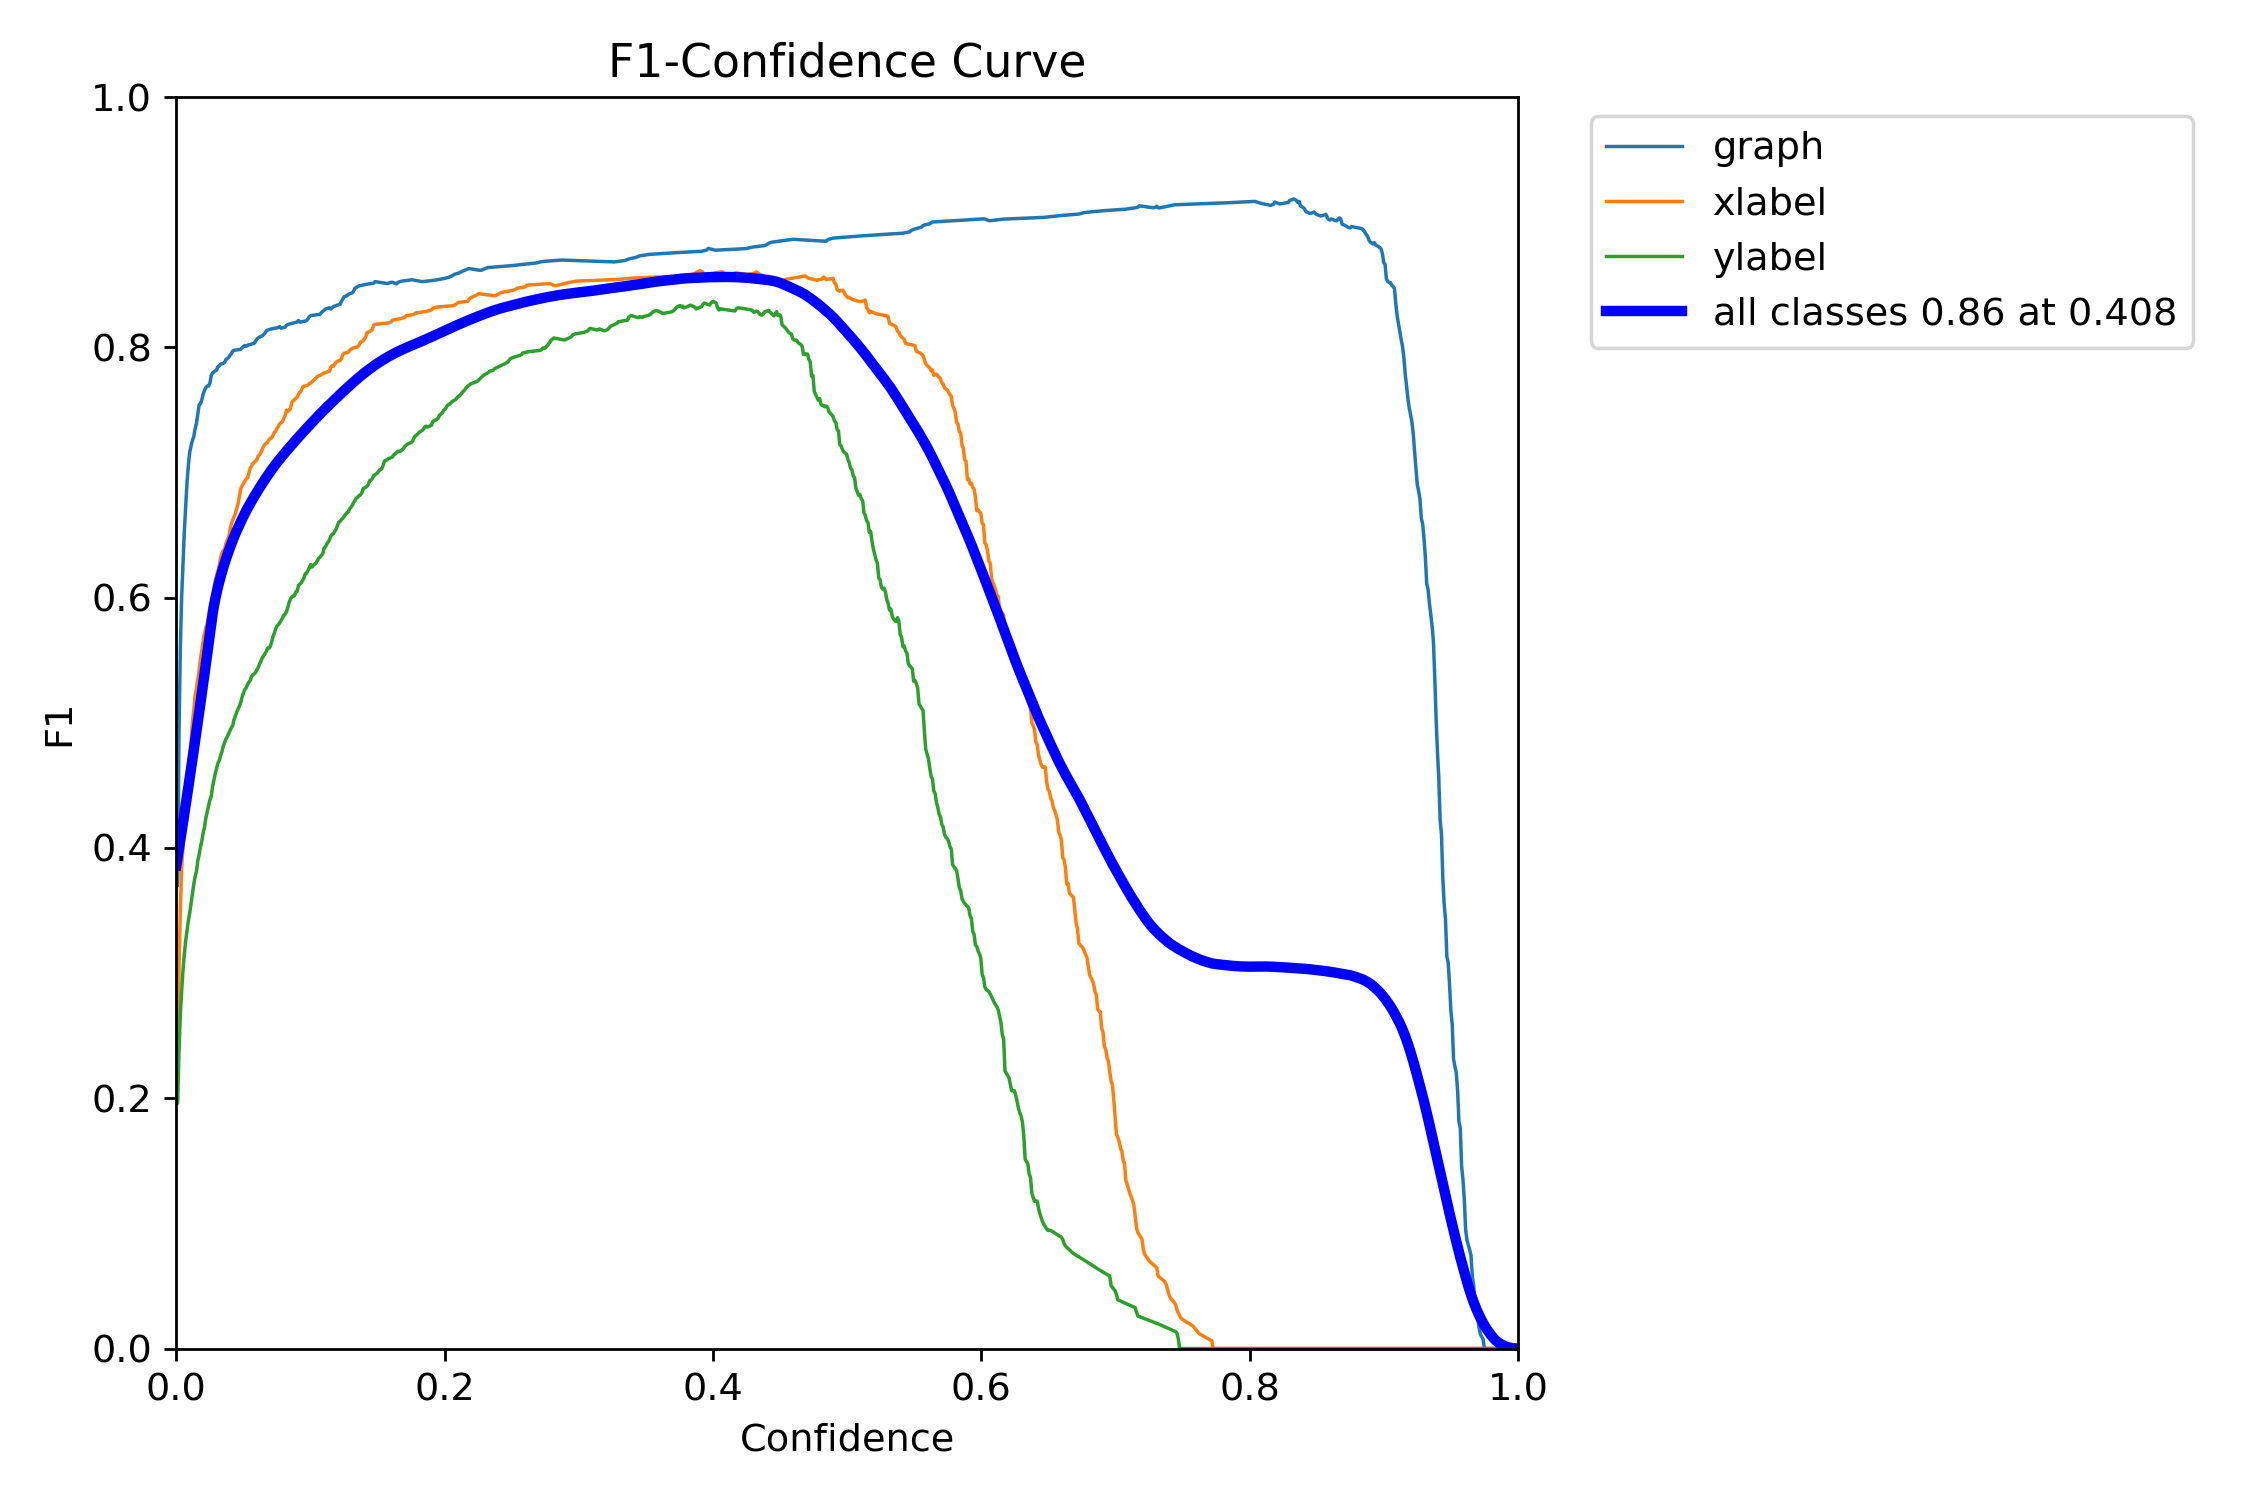 F1-Confidence Curve
1.0
0.8
0.6
0.4
0.2
0.0
F1
0.0 0.2 0.4 0.6 0.8 1.0
Confidence
graph
xlabel
ylabel
all classes 0.86 at 0.408